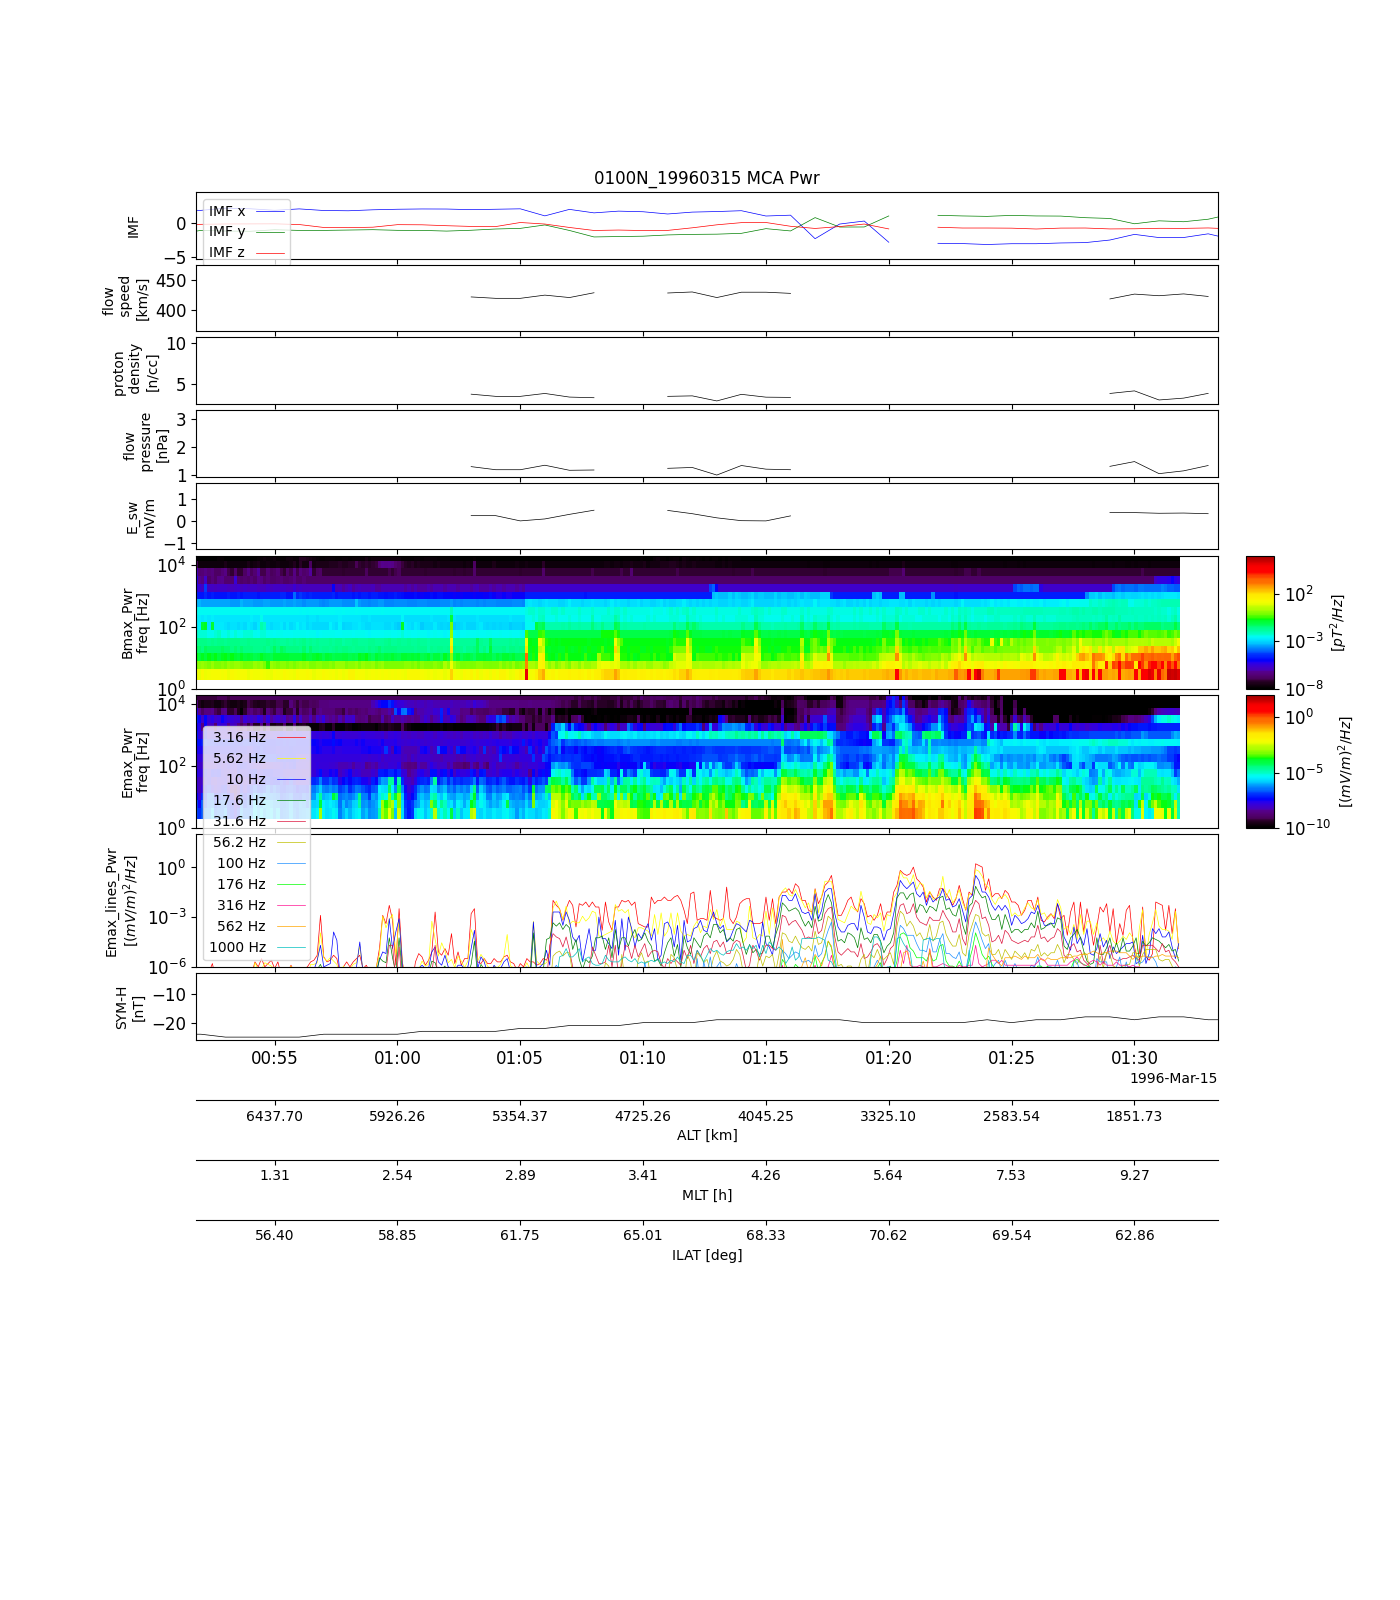 0100N_19960315 MCA Pwr
IMF
0
−5
IMF x
IMF y
IMF z
flow
speed
[km/s]
450
400
proton
density
[n/cc]
10
5
flow
pressure
[nPa]
3
2
1
E_sw
mV/m
1
0
−1
Bmax_Pwr
freq [Hz]
10^4
10^2
10^0
10^2
10^−3
10^−8
[pT^2/Hz]
Emax_Pwr
freq [Hz]
10^4
10^2
10^0
10^0
10^−5
10^−10
[(mV/m)^2/Hz]
3.16 Hz
5.62 Hz
10 Hz
17.6 Hz
31.6 Hz
56.2 Hz
100 Hz
176 Hz
316 Hz
562 Hz
1000 Hz
Emax_lines_Pwr
[(mV/m)^2/Hz]
10^0
10^−3
10^−6
SYM-H
[nT]
−10
−20
00:55 01:00 01:05 01:10 01:15 01:20 01:25 01:30
1996-Mar-15
6437.70 5926.26 5354.37 4725.26 4045.25 3325.10 2583.54 1851.73
ALT [km]
1.31 2.54 2.89 3.41 4.26 5.64 7.53 9.27
MLT [h]
56.40 58.85 61.75 65.01 68.33 70.62 69.54 62.86
ILAT [deg]